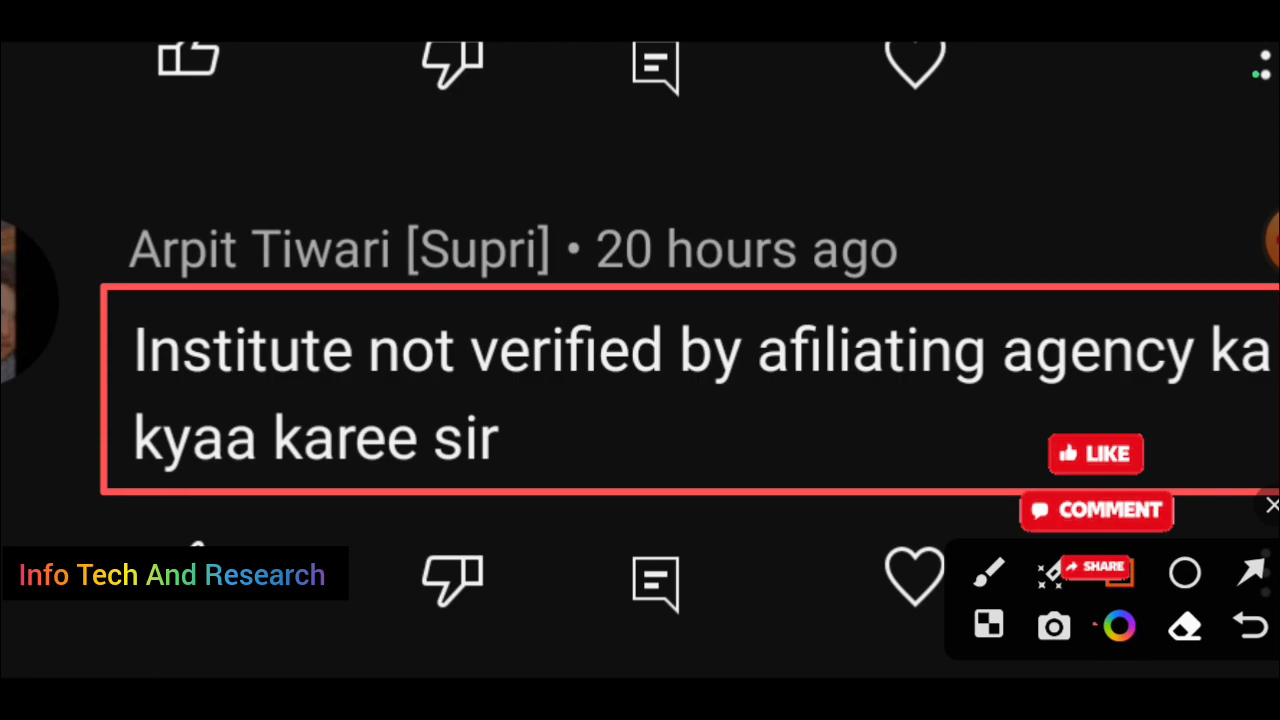 Arpit Tiwari [Supri] • 20 hours ago
Institute not verified by afiliating agency ka
kyaa karee sir
LIKE
COMMENT
SHARE
Info Tech And Research